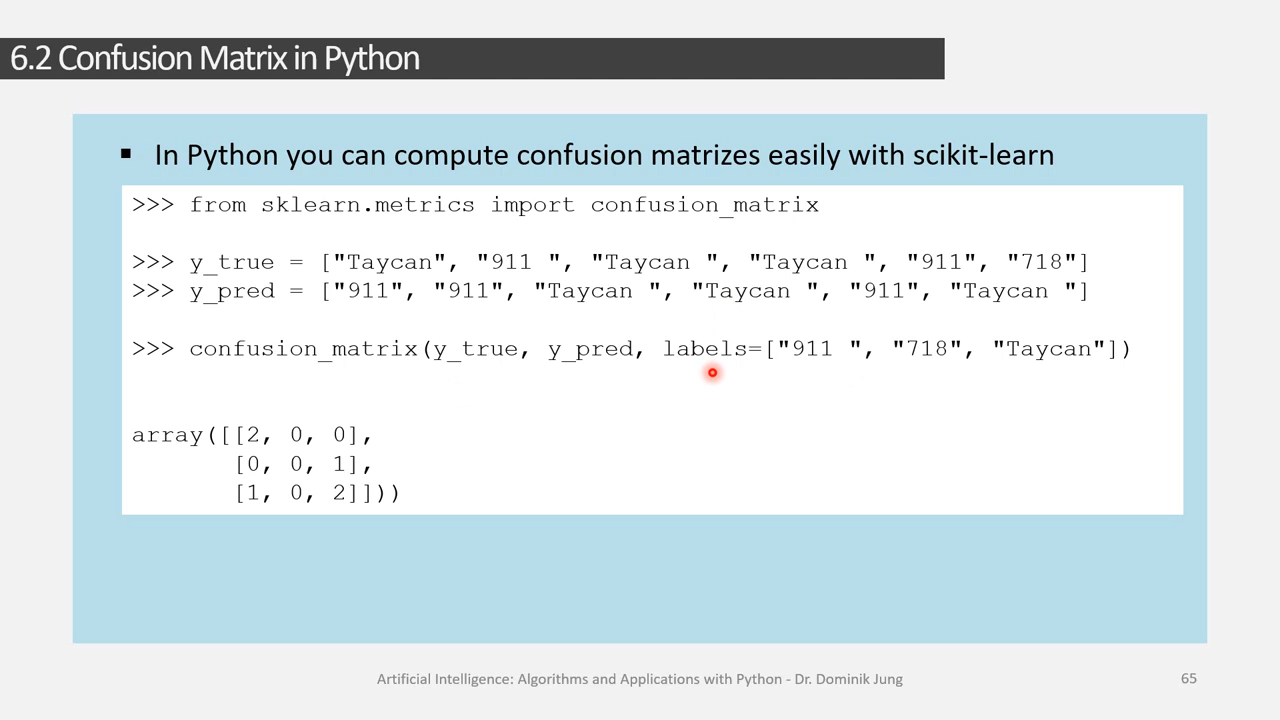 6.2 Confusion Matrix in Python
▪ In Python you can compute confusion matrizes easily with scikit-learn
>>> from sklearn.metrics import confusion_matrix
>>> y_true = ["Taycan", "911 ", "Taycan ", "Taycan ", "911", "718"]
>>> y_pred = ["911", "911", "Taycan ", "Taycan ", "911", "Taycan "]
>>> confusion_matrix(y_true, y_pred, labels=["911 ", "718", "Taycan"])
array([[2, 0, 0],
[0, 0, 1],
[1, 0, 2]]))
Artificial Intelligence: Algorithms and Applications with Python - Dr. Dominik Jung
65